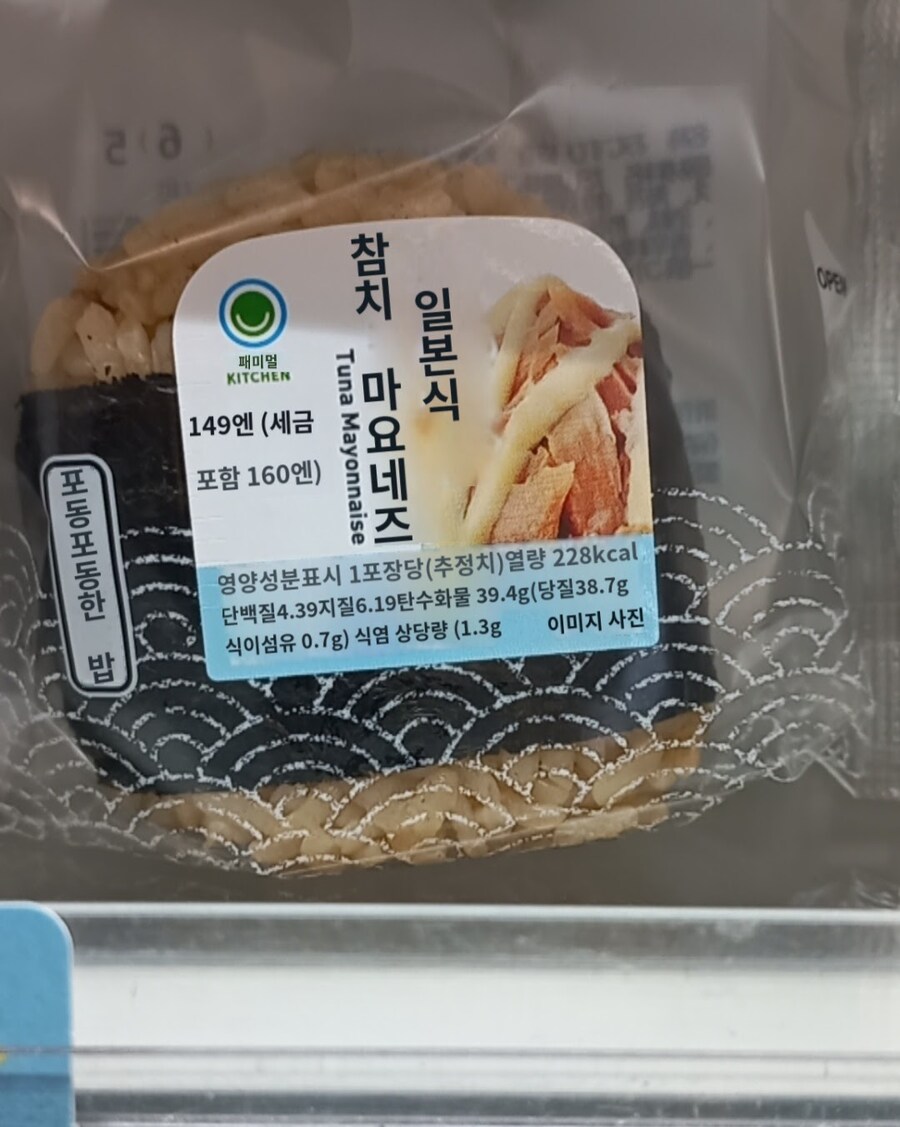 패미멀
KITCHEN
149엔 (세금
포함 160엔)
일본식
참치 마요네즈
Tuna Mayonnaise
포동포동한 밥
영양성분표시 1포장당(추정치)열량 228kcal
단백질4.39지질6.19탄수화물 39.4g(당질38.7g
식이섬유 0.7g) 식염 상당량 (1.3g
이미지 사진
OPEN